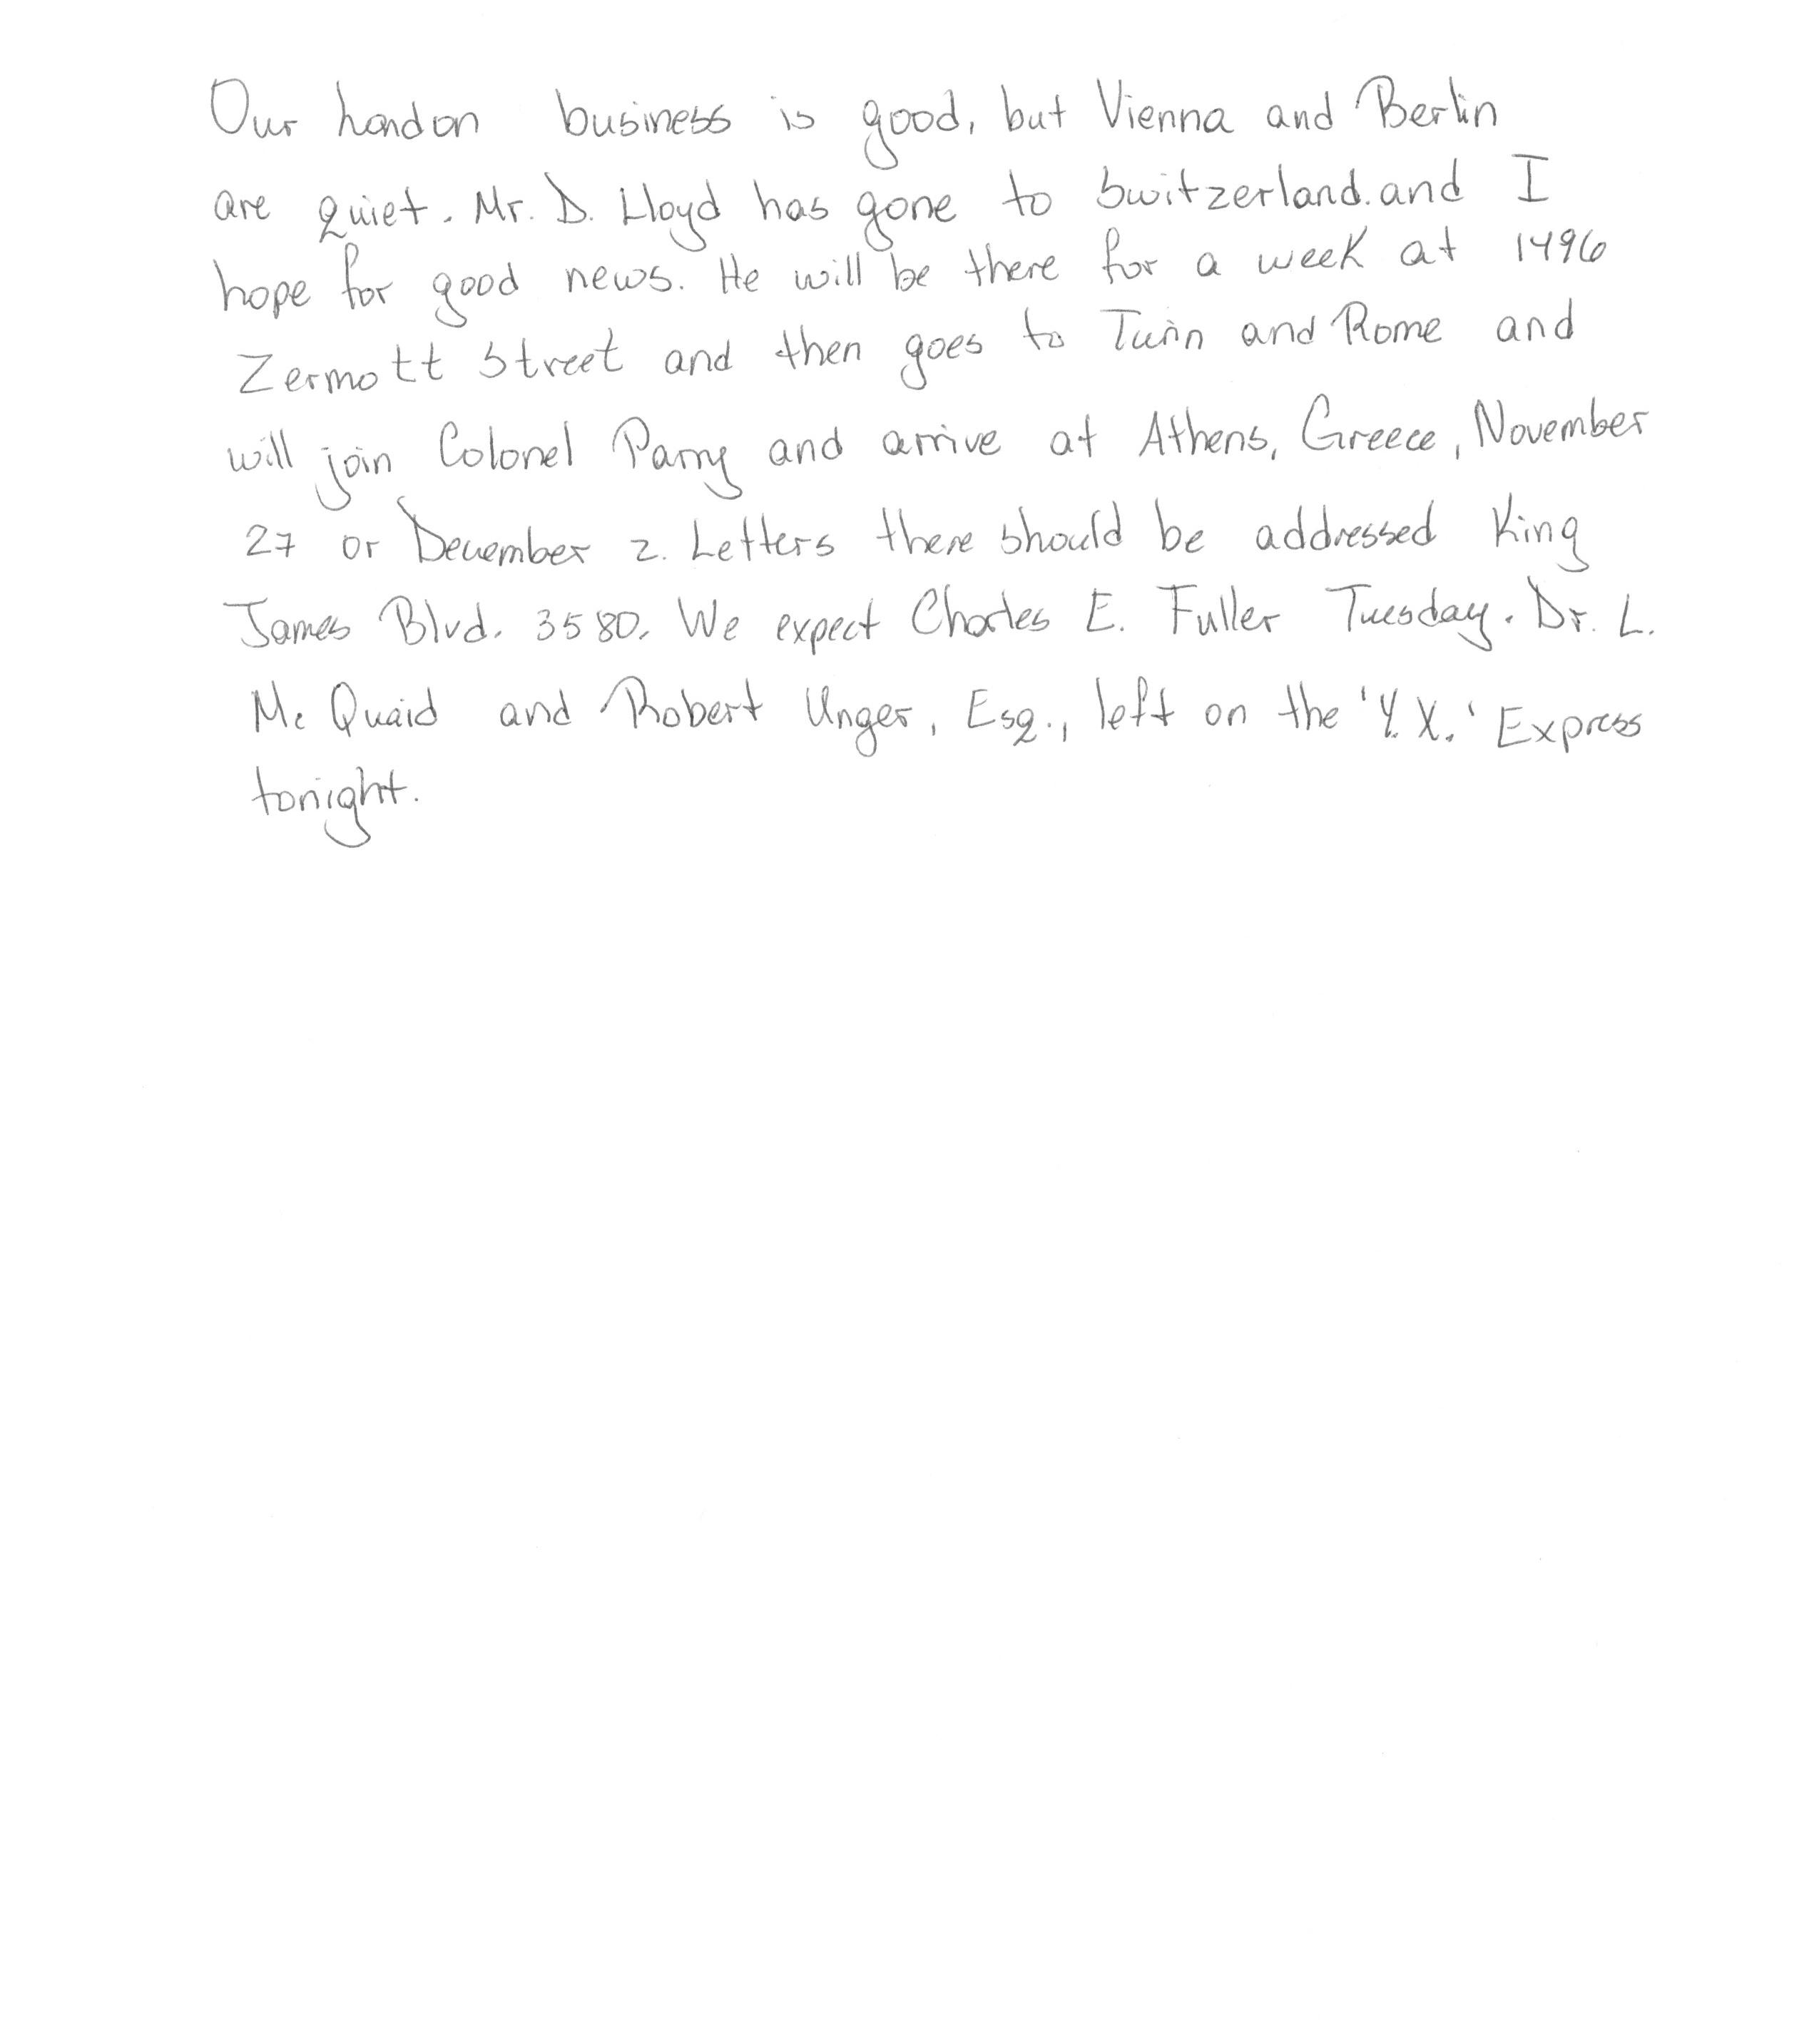 Our London business is good, but Vienna and Berlin
are quiet. Mr. D. Lloyd has gone to Switzerland. and I
hope for good news. He will be there for a week at 1496
Zermott Street and then goes to Turin and Rome and
will join Colonel Parry and arrive at Athens, Greece, November
27 or December 2. Letters there should be addressed King
James Blvd. 3580. We expect Charles E. Fuller Tuesday. Dr. L.
Mc Quaid and Robert Unger, Esq., left on the 'Y.X.' Express
tonight.